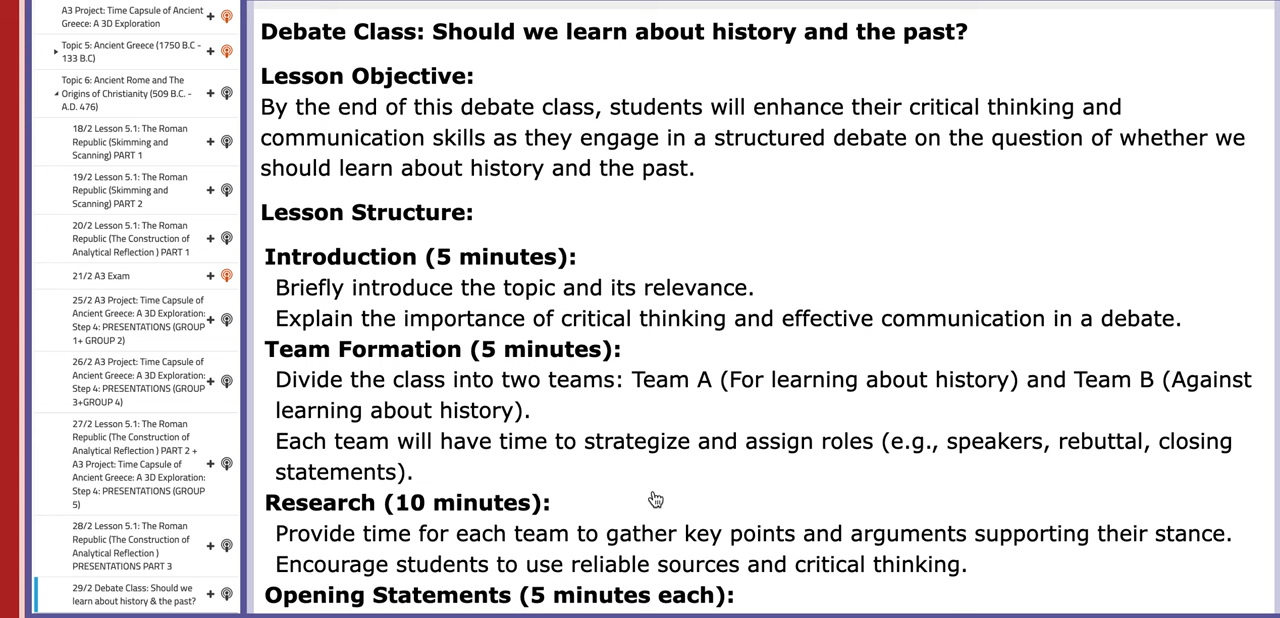 A3 Project: Time Capsule of Ancient
Greece: A 3D Exploration
Topic 5: Ancient Greece (1750 B.C -
133 B.C)
Topic 6: Ancient Rome and The
Origins of Christianity (509 B.C. -
A.D. 476)
18/2 Lesson 5.1: The Roman
Republic (Skimming and
Scanning) PART 1
19/2 Lesson 5.1: The Roman
Republic (Skimming and
Scanning) PART 2
20/2 Lesson 5.1: The Roman
Republic (The Construction of
Analytical Reflection ) PART 1
21/2 A3 Exam
25/2 A3 Project: Time Capsule of
Ancient Greece: A 3D Exploration:
Step 4: PRESENTATIONS (GROUP
1+ GROUP 2)
26/2 A3 Project: Time Capsule of
Ancient Greece: A 3D Exploration:
Step 4: PRESENTATIONS (GROUP
3+GROUP 4)
27/2 Lesson 5.1: The Roman
Republic (The Construction of
Analytical Reflection ) PART 2 +
A3 Project: Time Capsule of
Ancient Greece: A 3D Exploration:
Step 4: PRESENTATIONS (GROUP
5)
28/2 Lesson 5.1: The Roman
Republic (The Construction of
Analytical Reflection )
PRESENTATIONS PART 3
29/2 Debate Class: Should we
learn about history & the past?
Debate Class: Should we learn about history and the past?
Lesson Objective:
By the end of this debate class, students will enhance their critical thinking and
communication skills as they engage in a structured debate on the question of whether we
should learn about history and the past.
Lesson Structure:
Introduction (5 minutes):
Briefly introduce the topic and its relevance.
Explain the importance of critical thinking and effective communication in a debate.
Team Formation (5 minutes):
Divide the class into two teams: Team A (For learning about history) and Team B (Against
learning about history).
Each team will have time to strategize and assign roles (e.g., speakers, rebuttal, closing
statements).
Research (10 minutes):
Provide time for each team to gather key points and arguments supporting their stance.
Encourage students to use reliable sources and critical thinking.
Opening Statements (5 minutes each):